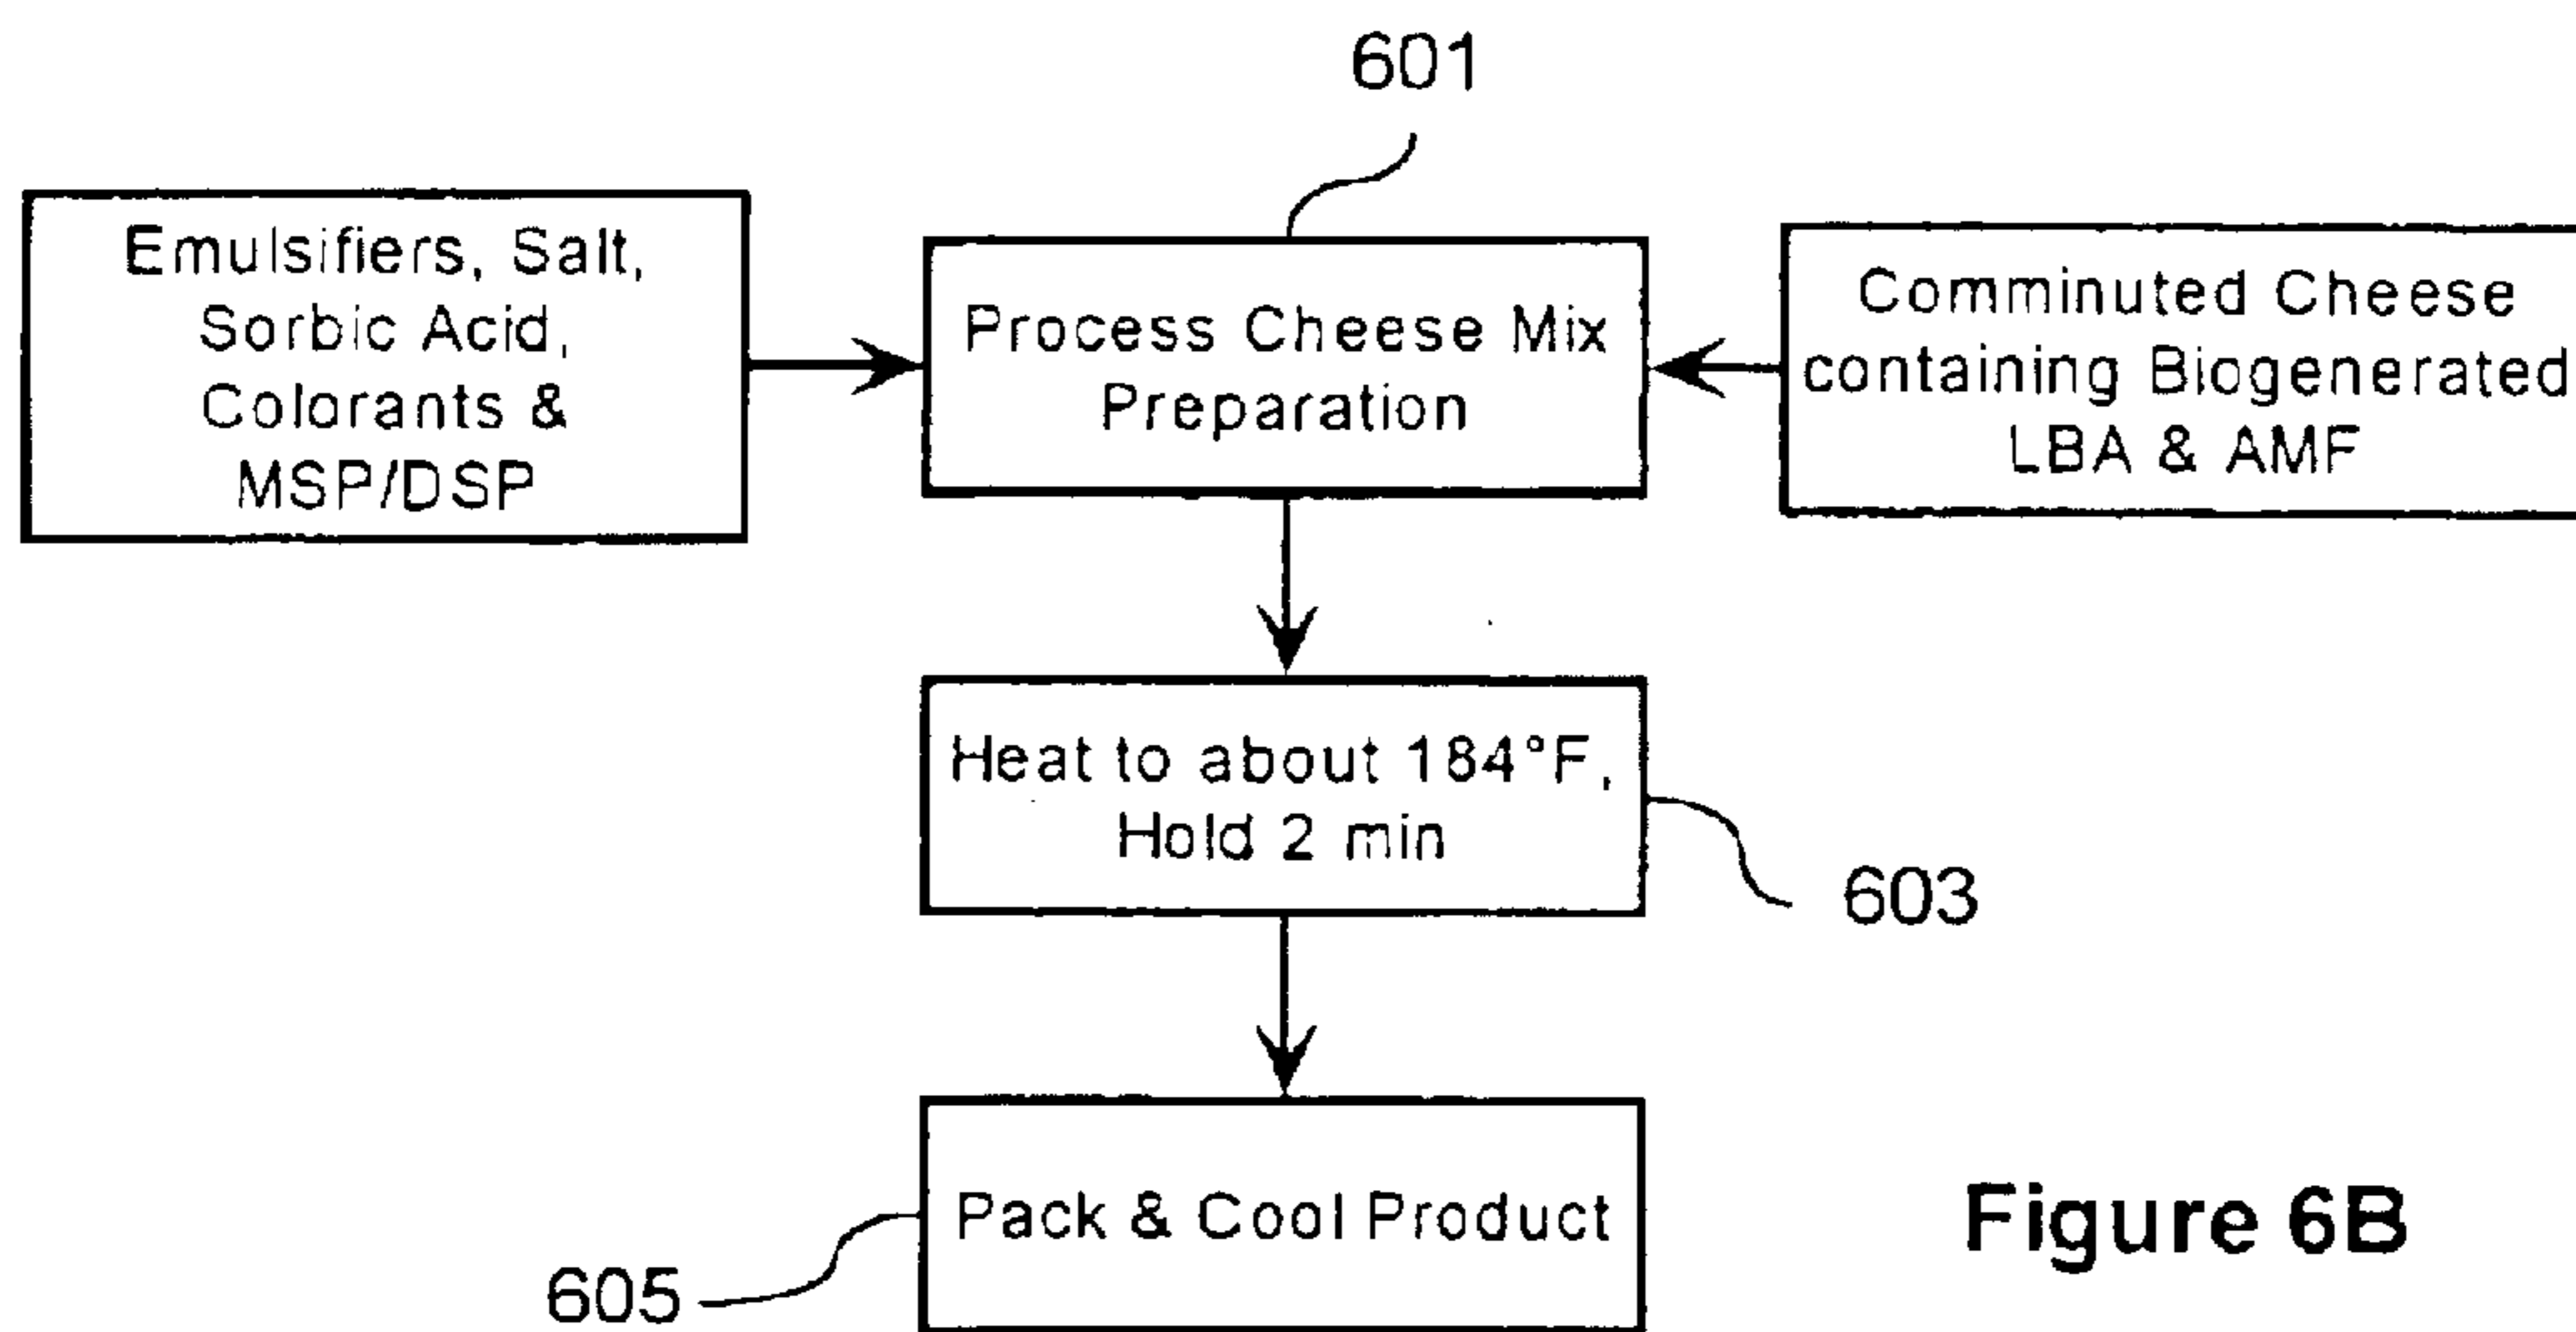 601
Emulsifiers, Salt,
Sorbic Acid,
Colorants &
MSP/DSP
Process Cheese Mix
Preparation
Comminuted Cheese
containing Biogenerated
LBA & AMF
Heat to about 184°F,
Hold 2 min
603
Pack & Cool Product
605
Figure 6B